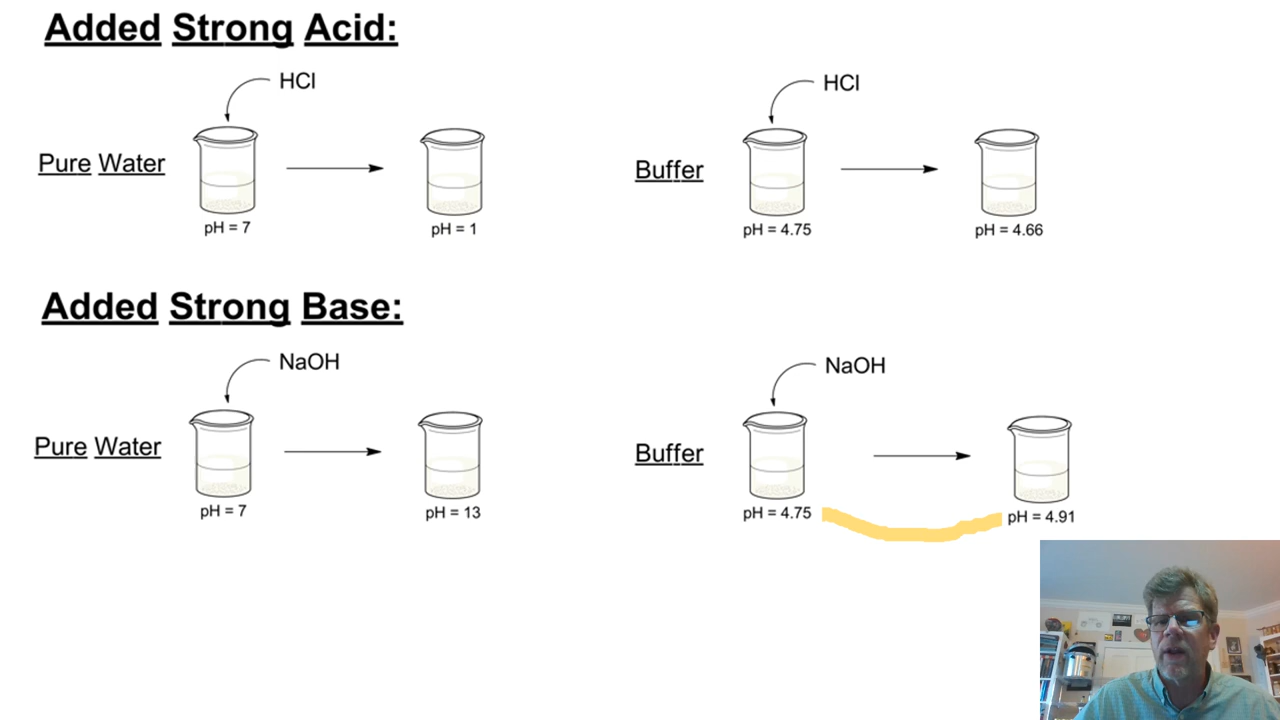 Added Strong Acid:
HCl
Pure Water
pH = 7
pH = 1
HCl
Buffer
pH = 4.75
pH = 4.66
Added Strong Base:
NaOH
Pure Water
pH = 7
pH = 13
NaOH
Buffer
pH = 4.75
pH = 4.91